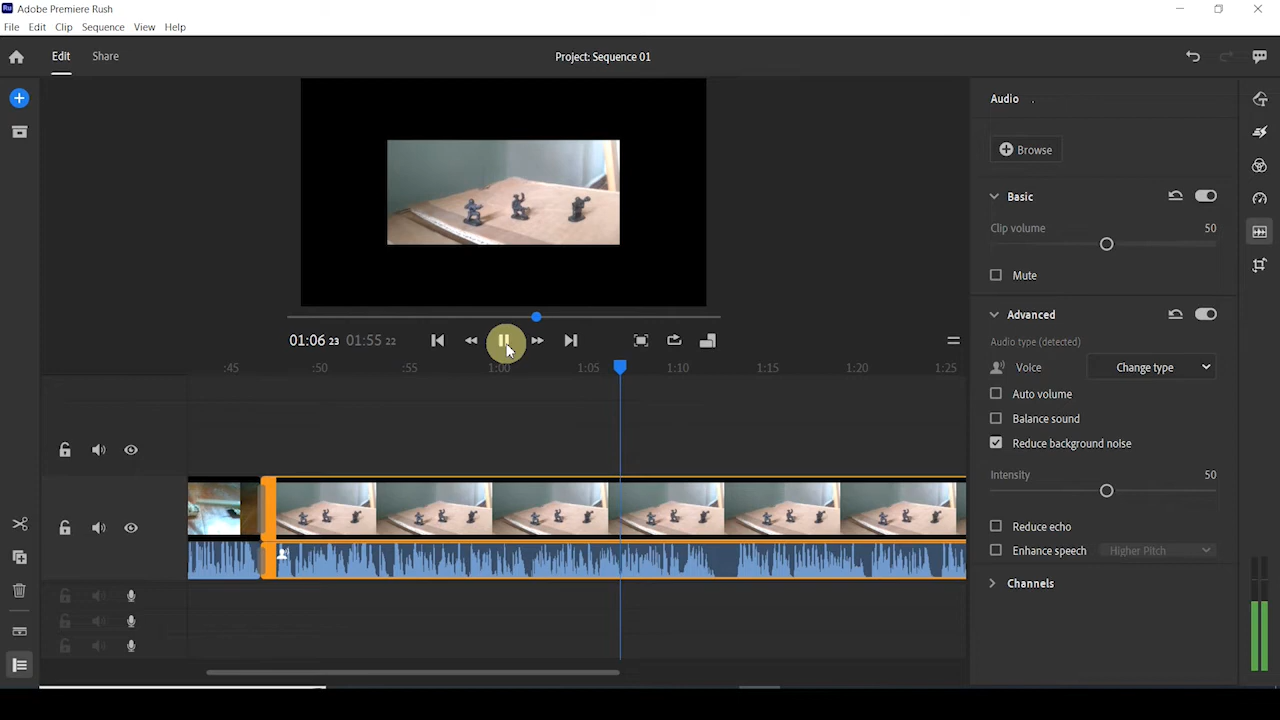 Ru Adobe Premiere Rush
File Edit Clip Sequence View Help
Edit Share Project: Sequence 01
Audio
Browse
Basic
Clip volume 50
Mute
Advanced
01:06 23 01:55 22
Audio type (detected)
:45 :50 :55 1:00 1:05 1:10 1:15 1:20 1:25
Voice Change type
Auto volume
Balance sound
Reduce background noise
Intensity 50
Reduce echo
Enhance speech Higher Pitch
Channels